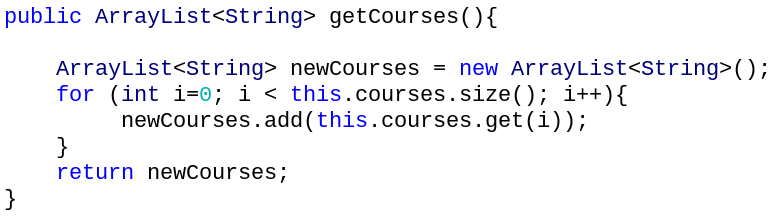 public ArrayList<String> getCourses(){
    ArrayList<String> newCourses = new ArrayList<String>();
    for (int i=0; i < this.courses.size(); i++){
         newCourses.add(this.courses.get(i));
    }
    return newCourses;
}